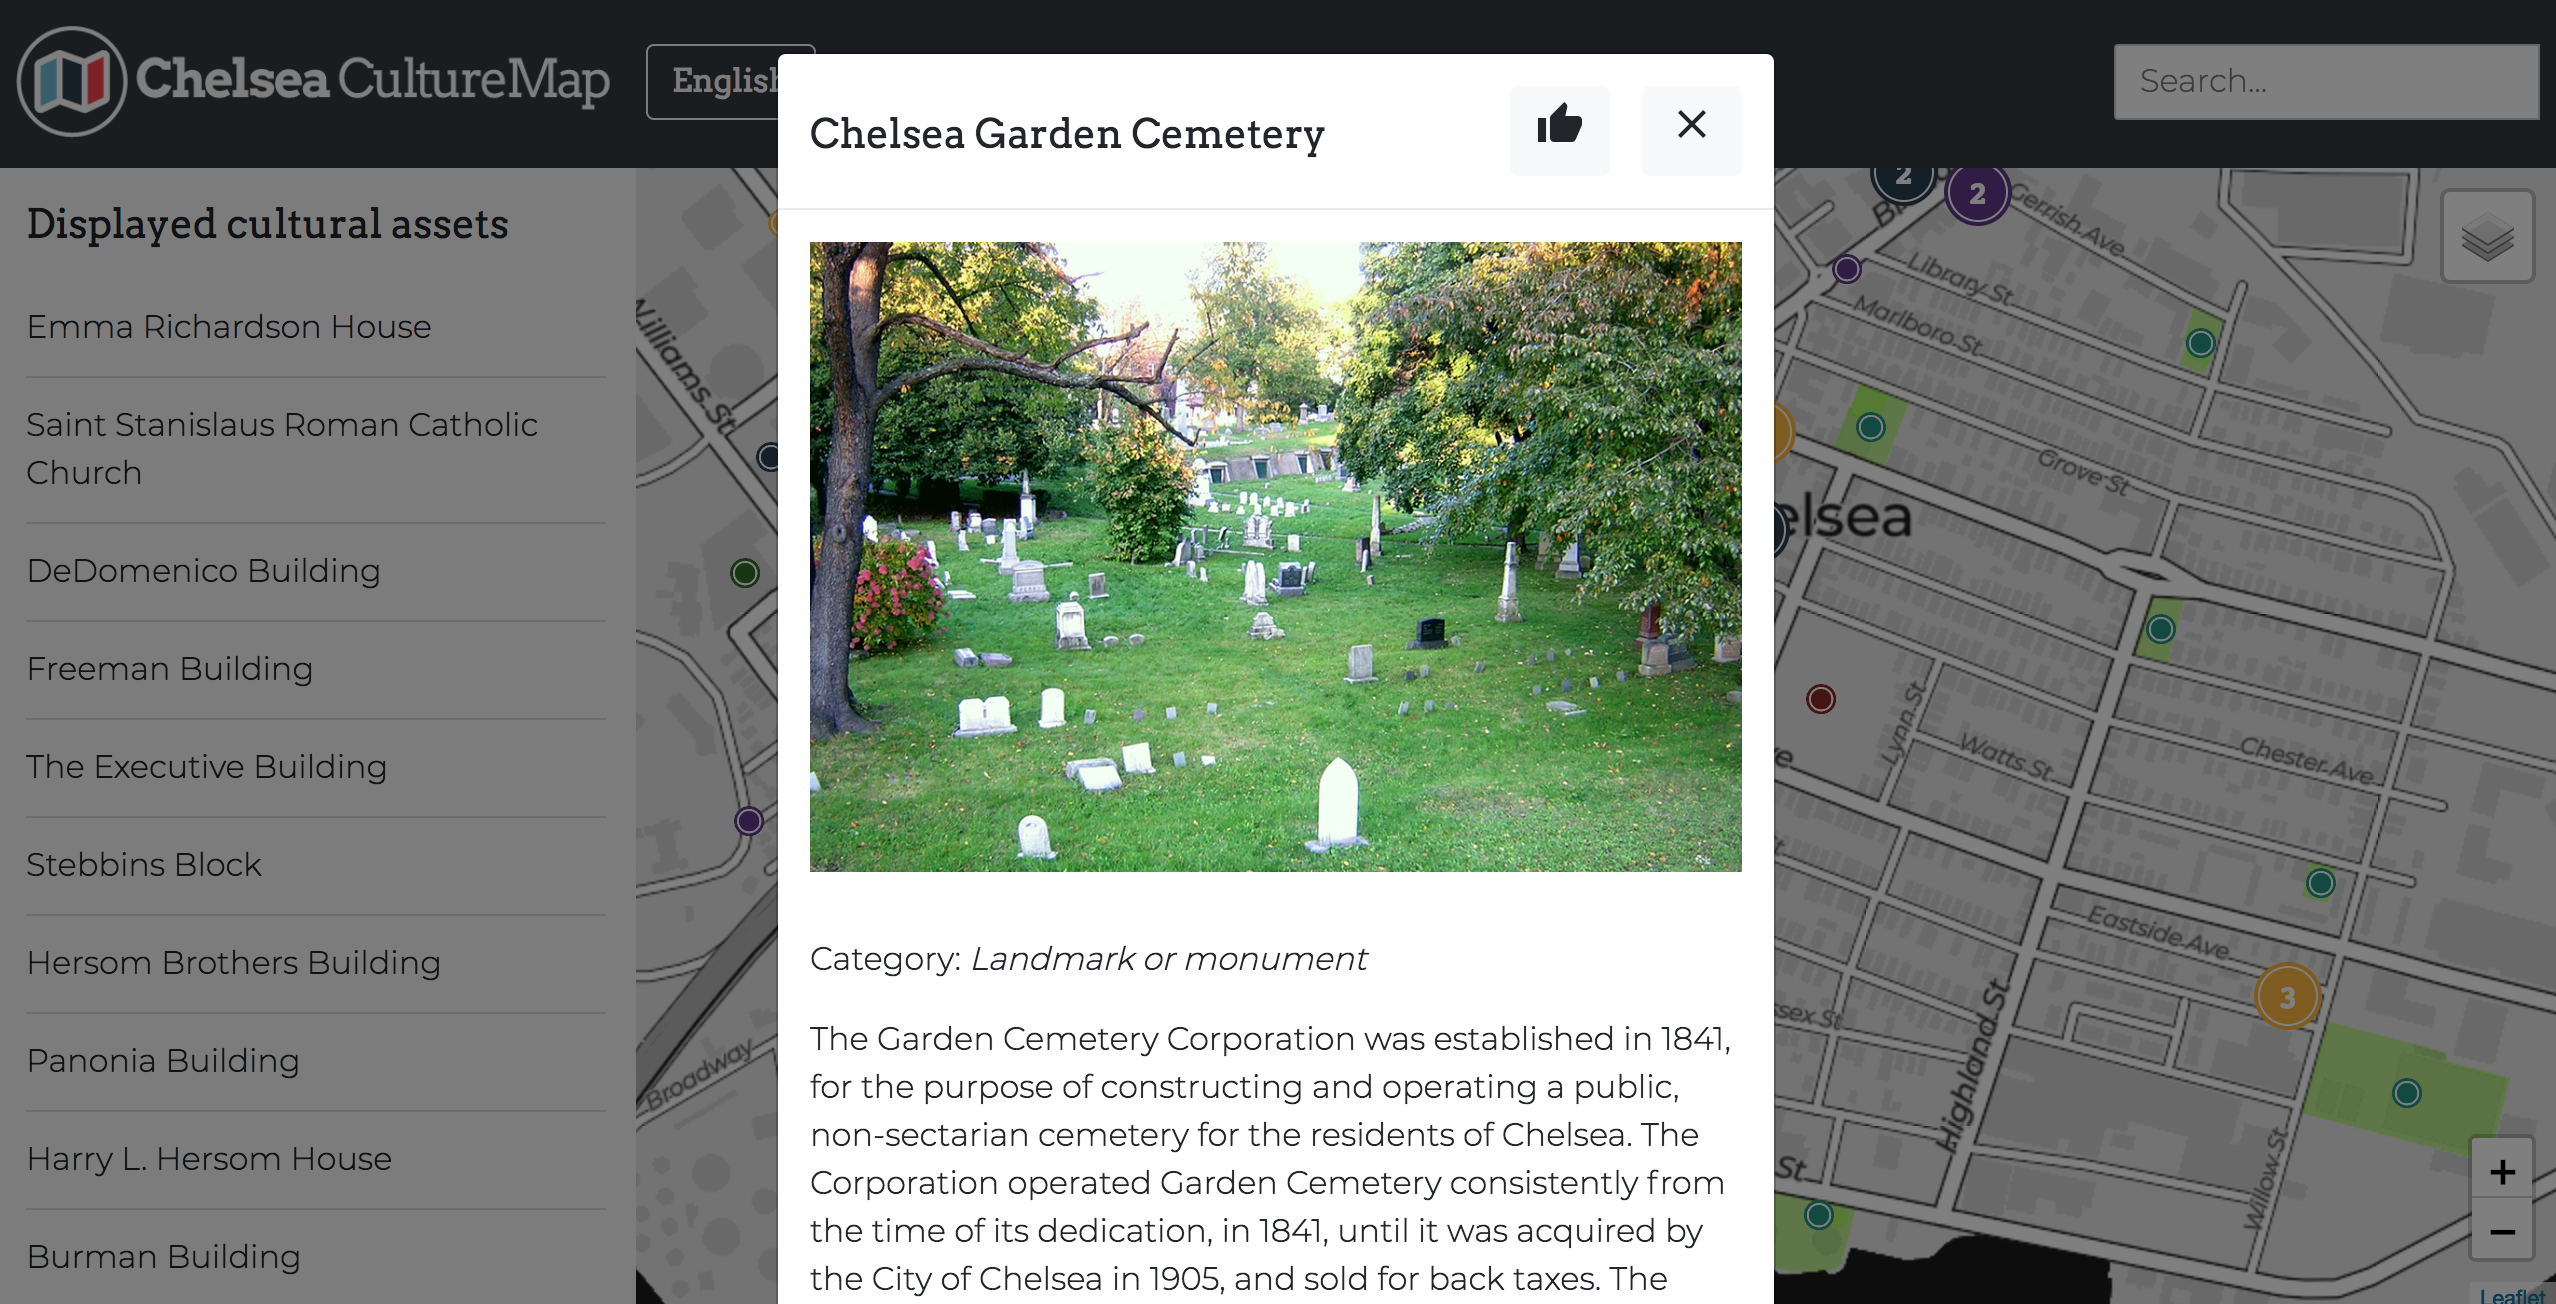 Chelsea CultureMap
English
Search...
Displayed cultural assets
Emma Richardson House
Saint Stanislaus Roman Catholic
Church
DeDomenico Building
Freeman Building
The Executive Building
Stebbins Block
Hersom Brothers Building
Panonia Building
Harry L. Hersom House
Burman Building
Chelsea Garden Cemetery
Category: Landmark or monument
The Garden Cemetery Corporation was established in 1841,
for the purpose of constructing and operating a public,
non-sectarian cemetery for the residents of Chelsea. The
Corporation operated Garden Cemetery consistently from
the time of its dedication, in 1841, until it was acquired by
the City of Chelsea in 1905, and sold for back taxes. The
Williams St
Broadway
2
2
Gerrish Ave
Library St
Marlboro St
Grove St
elsea
Lynn St
Watts St
Chester Ave
Eastside Ave
3
ssex St
Highland St
St
Willow St
+
−
Leaflet